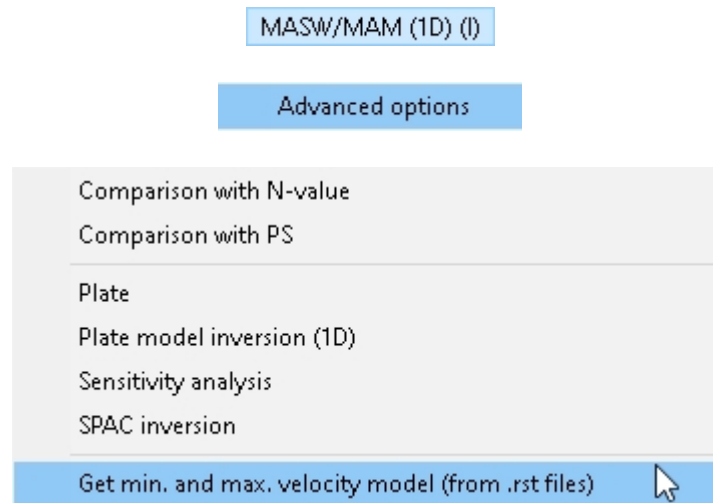 MASW/MAM (1D) (I)
Advanced options
Comparison with N-value
Comparison with PS
Plate
Plate model inversion (1D)
Sensitivity analysis
SPAC inversion
Get min. and max. velocity model (from .rst files)